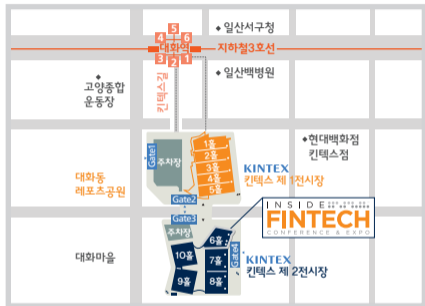 일산서구청
5
4
6
대화역
지하철3호선
3
2
1
일산백병원
고양종합
운동장
킨텍스길
Gate1
주차장
1홀
2홀
3홀
4홀
5홀
현대백화점
킨텍스점
KINTEX
킨텍스 제 1전시장
대화동
레포츠공원
Gate2
Gate3
INSIDE
FINTECH
CONFERENCE & EXPO
주차장
6홀
Gate4
대화마을
10홀
7홀
KINTEX
킨텍스 제 2전시장
9홀
8홀